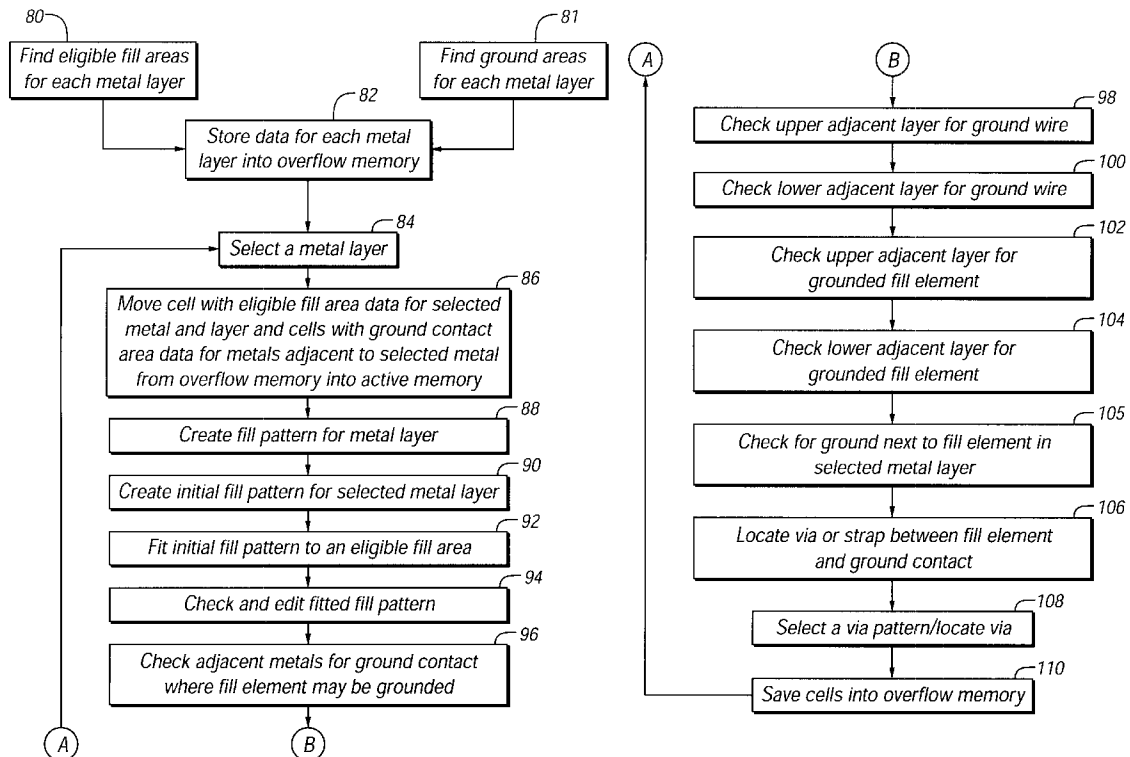 80
Find eligible fill areas
for each metal layer
81
Find ground areas
for each metal layer
82
Store data for each metal
layer into overflow memory
84
Select a metal layer
86
Move cell with eligible fill area data for selected
metal and layer and cells with ground contact
area data for metals adjacent to selected metal
from overflow memory into active memory
88
Create fill pattern for metal layer
90
Create initial fill pattern for selected metal layer
92
Fit initial fill pattern to an eligible fill area
94
Check and edit fitted fill pattern
96
Check adjacent metals for ground contact
where fill element may be grounded
A
B
A
B
98
Check upper adjacent layer for ground wire
100
Check lower adjacent layer for ground wire
102
Check upper adjacent layer for
grounded fill element
104
Check lower adjacent layer for
grounded fill element
105
Check for ground next to fill element in
selected metal layer
106
Locate via or strap between fill element
and ground contact
108
Select a via pattern/locate via
110
Save cells into overflow memory